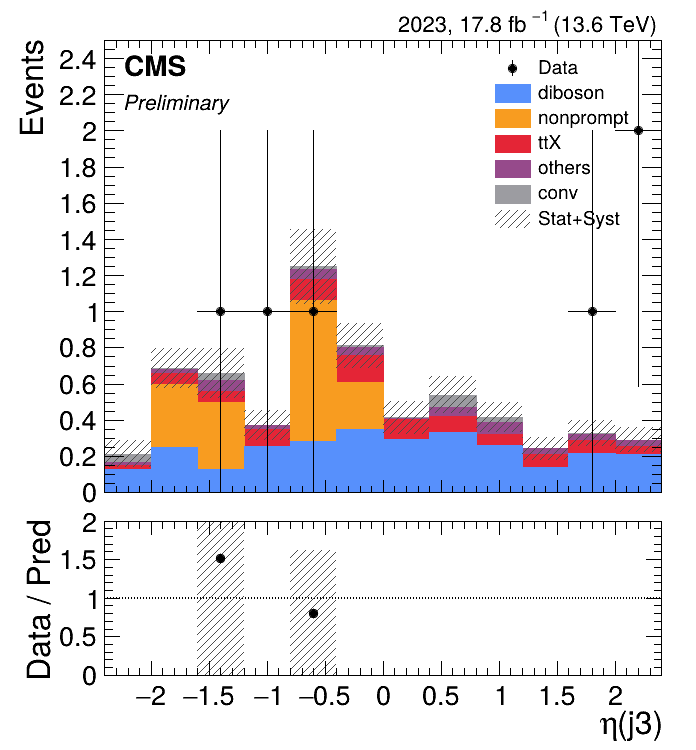 2023, 17.8 fb⁻¹ (13.6 TeV)
CMS
Preliminary
Events
2.4
2.2
2
1.8
1.6
1.4
1.2
1
0.8
0.6
0.4
0.2
0
Data
diboson
nonprompt
ttX
others
conv
Stat+Syst
Data / Pred
2
1.5
1
0.5
0
−2 −1.5 −1 −0.5 0 0.5 1 1.5 2
η(j3)